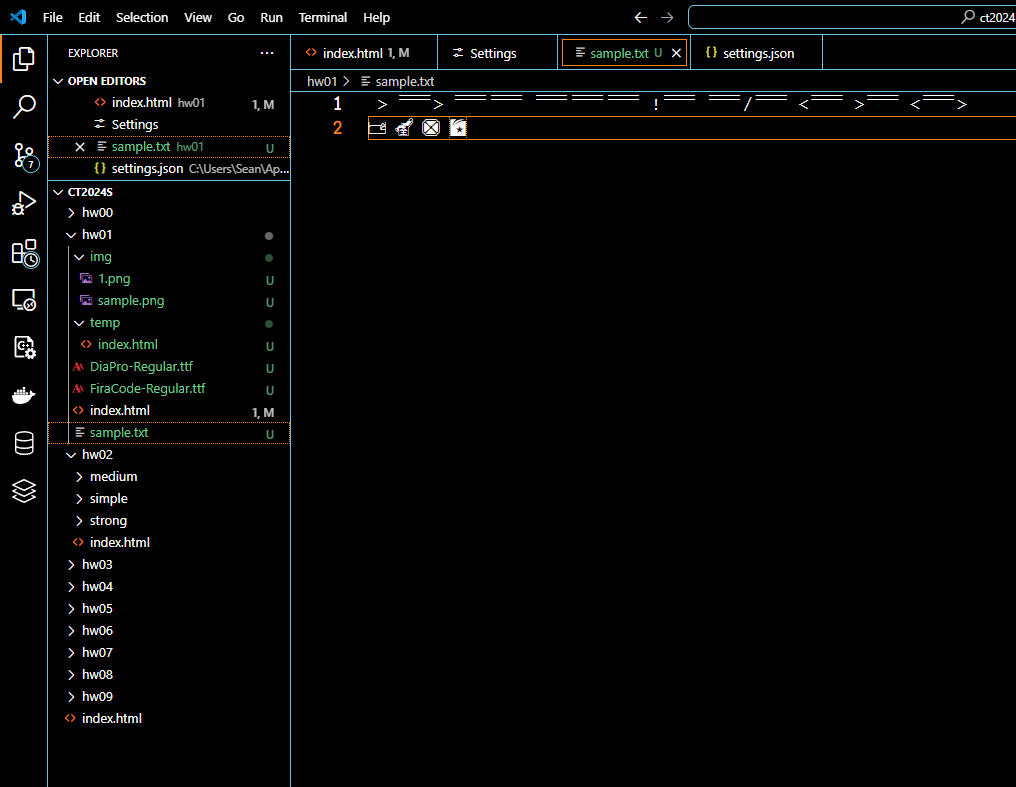 File Edit Selection View Go Run Terminal Help
ct2024
EXPLORER ...
index.html 1, M
Settings
sample.txt U
{} settings.json
OPEN EDITORS
index.html hw01 1, M
Settings
sample.txt hw01 U
{} settings.json C:\Users\Sean\Ap...
hw01 > sample.txt
1
2
7
CT2024S
hw00
hw01
img
1.png U
sample.png U
temp
index.html U
DiaPro-Regular.ttf U
FiraCode-Regular.ttf U
index.html 1, M
sample.txt U
hw02
medium
simple
strong
index.html
hw03
hw04
hw05
hw06
hw07
hw08
hw09
index.html